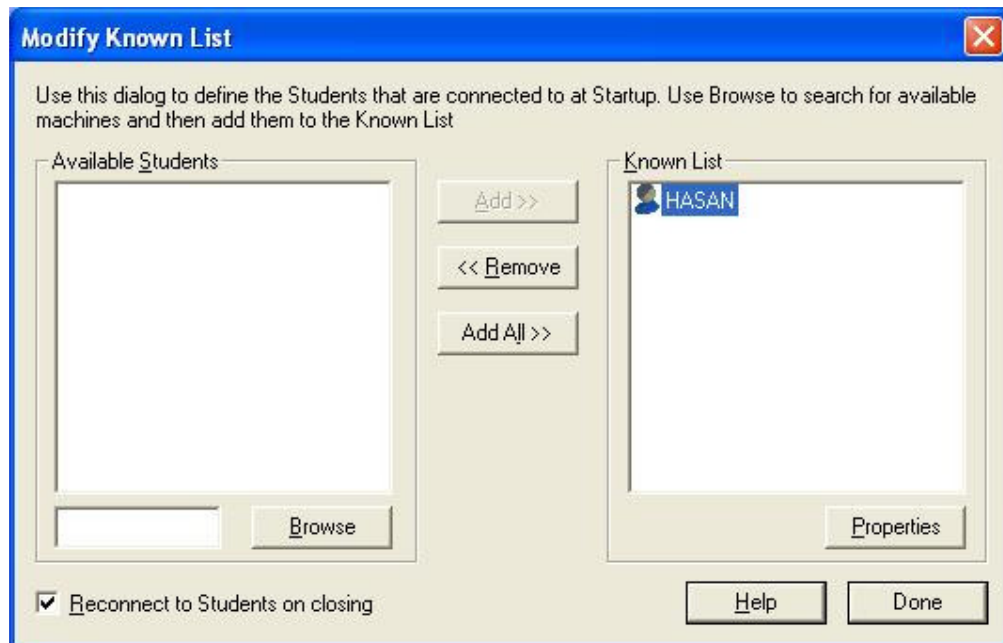 Modify Known List
Use this dialog to define the Students that are connected to at Startup. Use Browse to search for available
machines and then add them to the Known List
Available Students
Known List
HASAN
Add >>
<< Remove
Add All >>
Browse
Properties
Reconnect to Students on closing
Help
Done